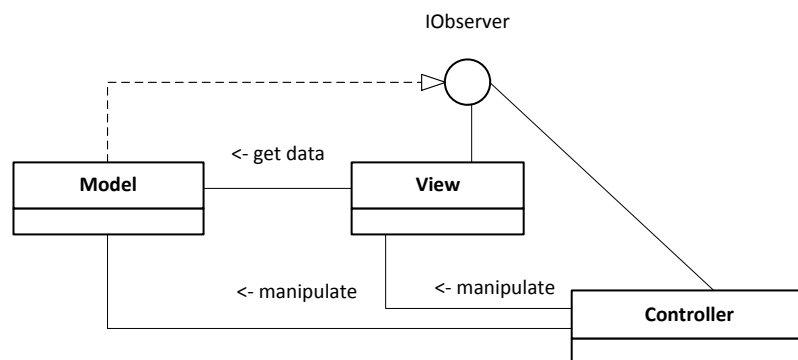 IObserver
<- get data
Model
View
<- manipulate
<- manipulate
Controller